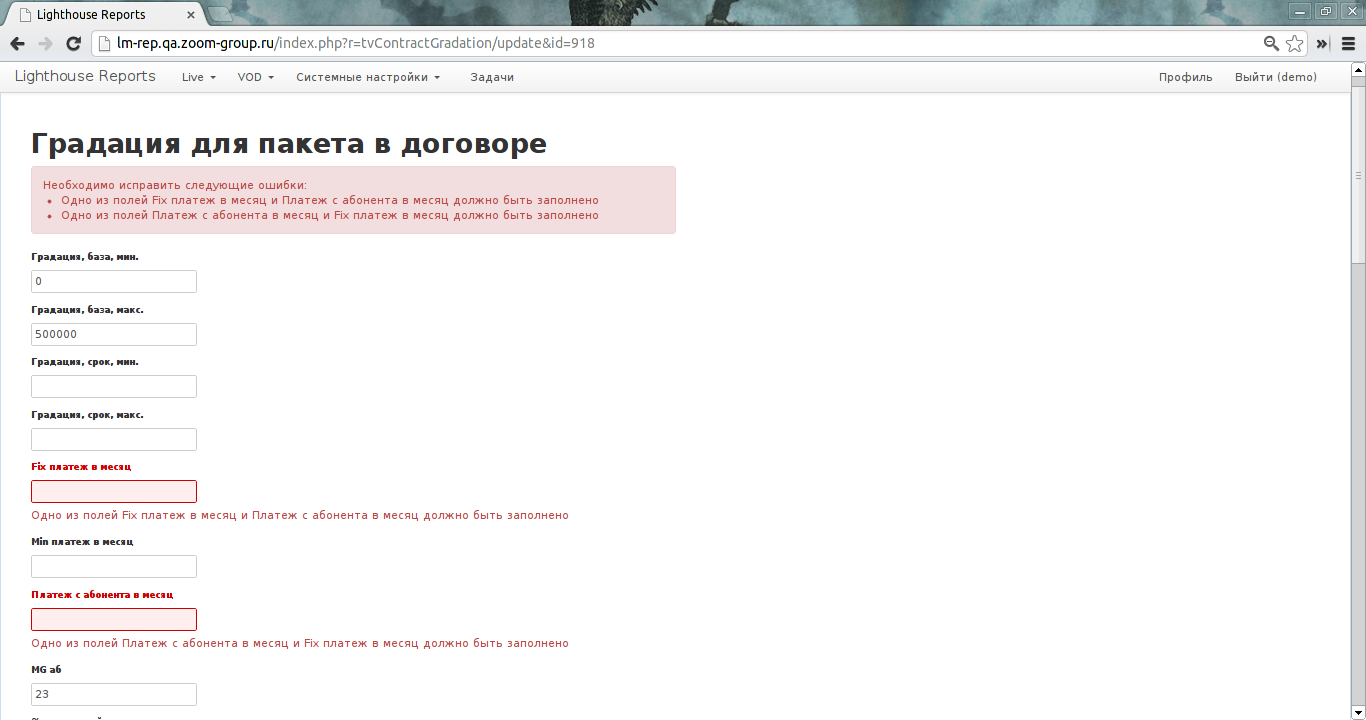 Lighthouse Reports
lm-rep.qa.zoom-group.ru/index.php?r=tvContractGradation/update&id=918
Lighthouse Reports Live VOD Системные настройки Задачи Профиль Выйти (demo)
Градация для пакета в договоре
Необходимо исправить следующие ошибки:
• Одно из полей Fix платеж в месяц и Платеж с абонента в месяц должно быть заполнено
• Одно из полей Платеж с абонента в месяц и Fix платеж в месяц должно быть заполнено
Градация, база, мин.
0
Градация, база, макс.
500000
Градация, срок, мин.
Градация, срок, макс.
Fix платеж в месяц
Одно из полей Fix платеж в месяц и Платеж с абонента в месяц должно быть заполнено
Min платеж в месяц
Платеж с абонента в месяц
Одно из полей Платеж с абонента в месяц и Fix платеж в месяц должно быть заполнено
MG аб
23